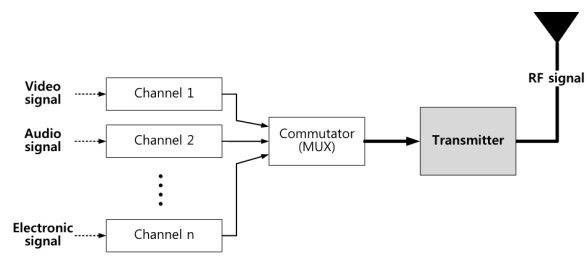 RF signal
Video
signal
Channel 1
Audio
signal
Channel 2
Commutator
(MUX)
Transmitter
Electronic
signal
Channel n